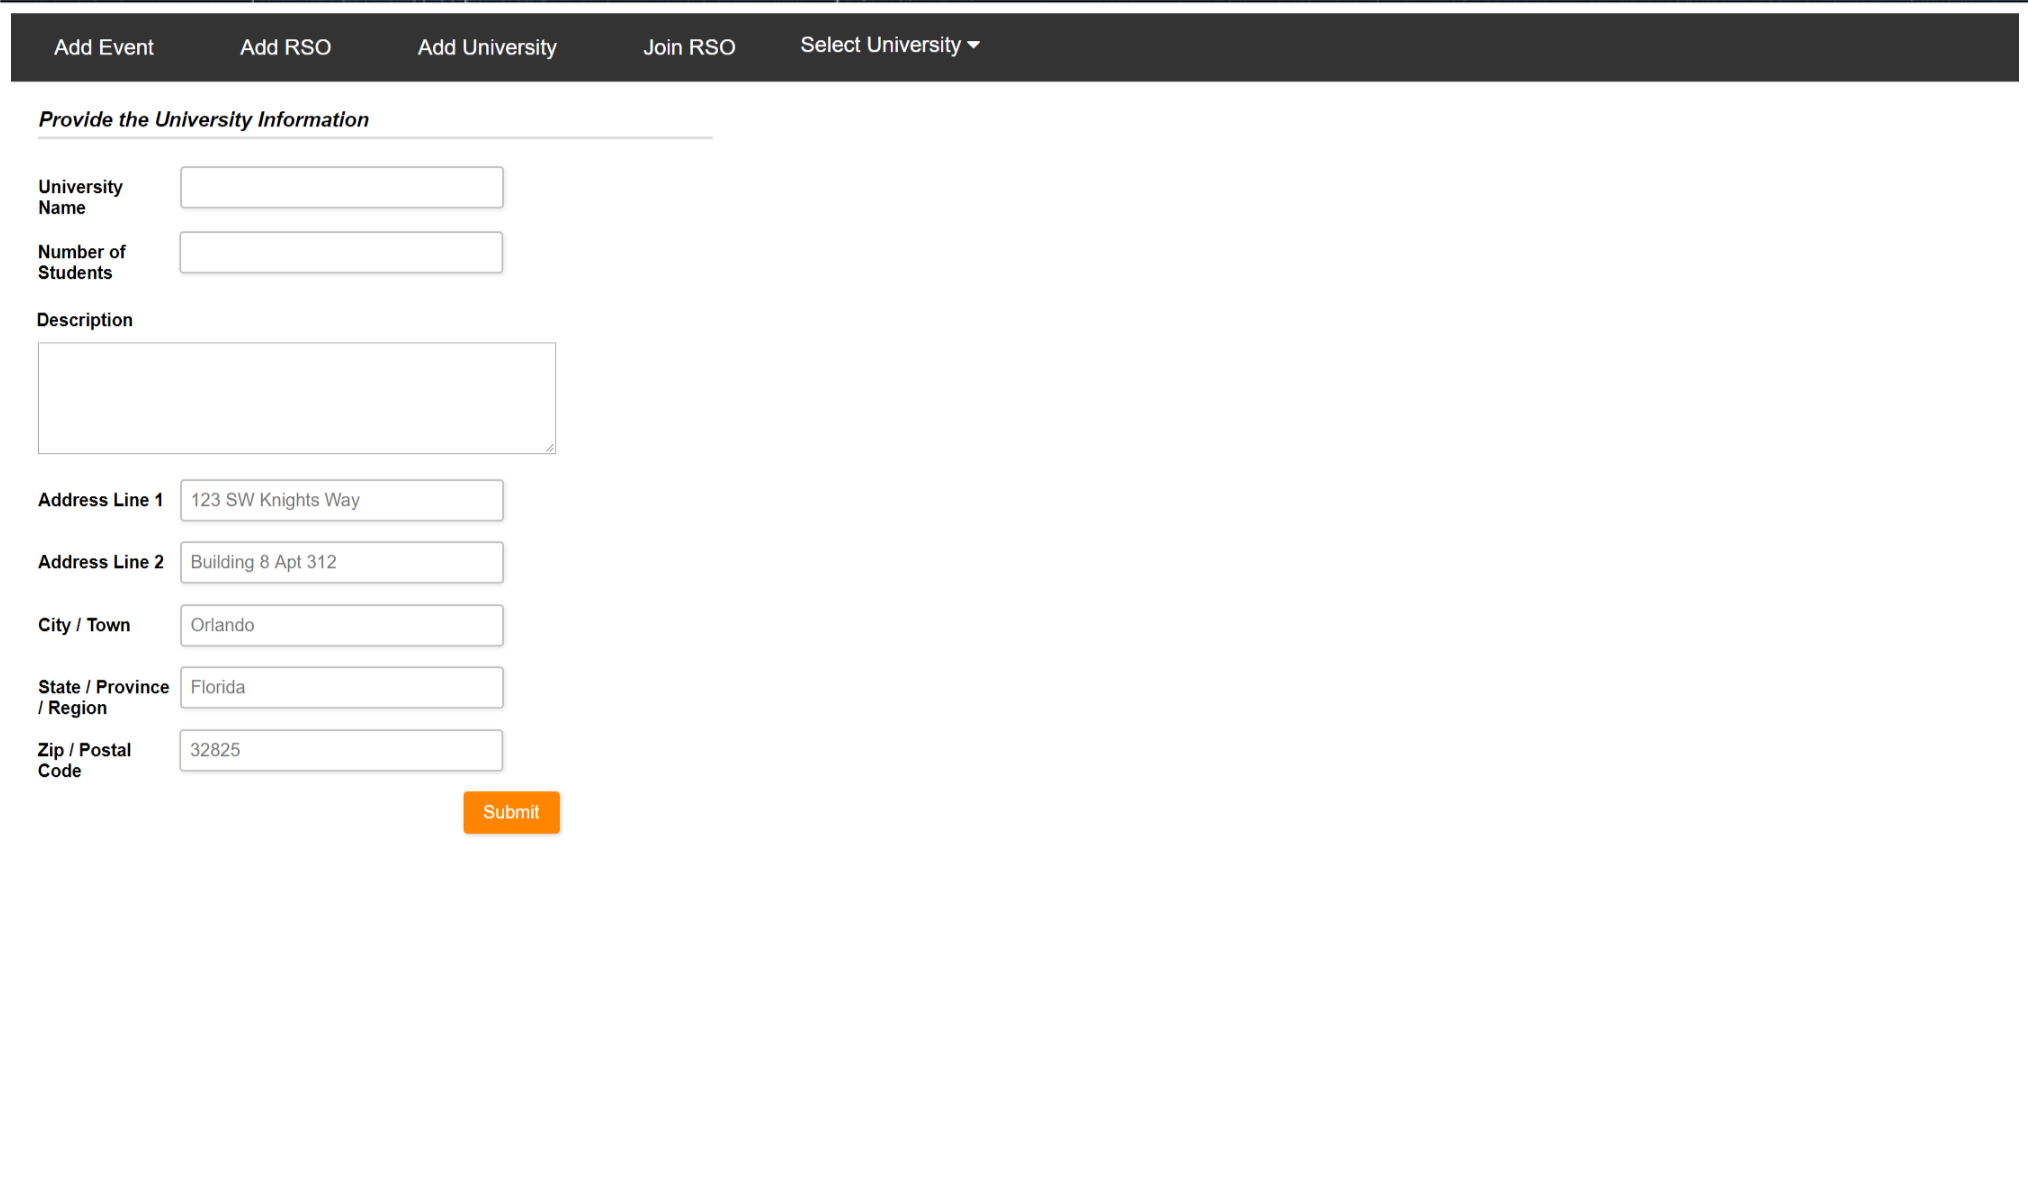 Add Event Add RSO Add University Join RSO Select University
Provide the University Information
University
Name
Number of
Students
Description
Address Line 1 123 SW Knights Way
Address Line 2 Building 8 Apt 312
City / Town Orlando
State / Province Florida
/ Region
Zip / Postal 32825
Code
Submit